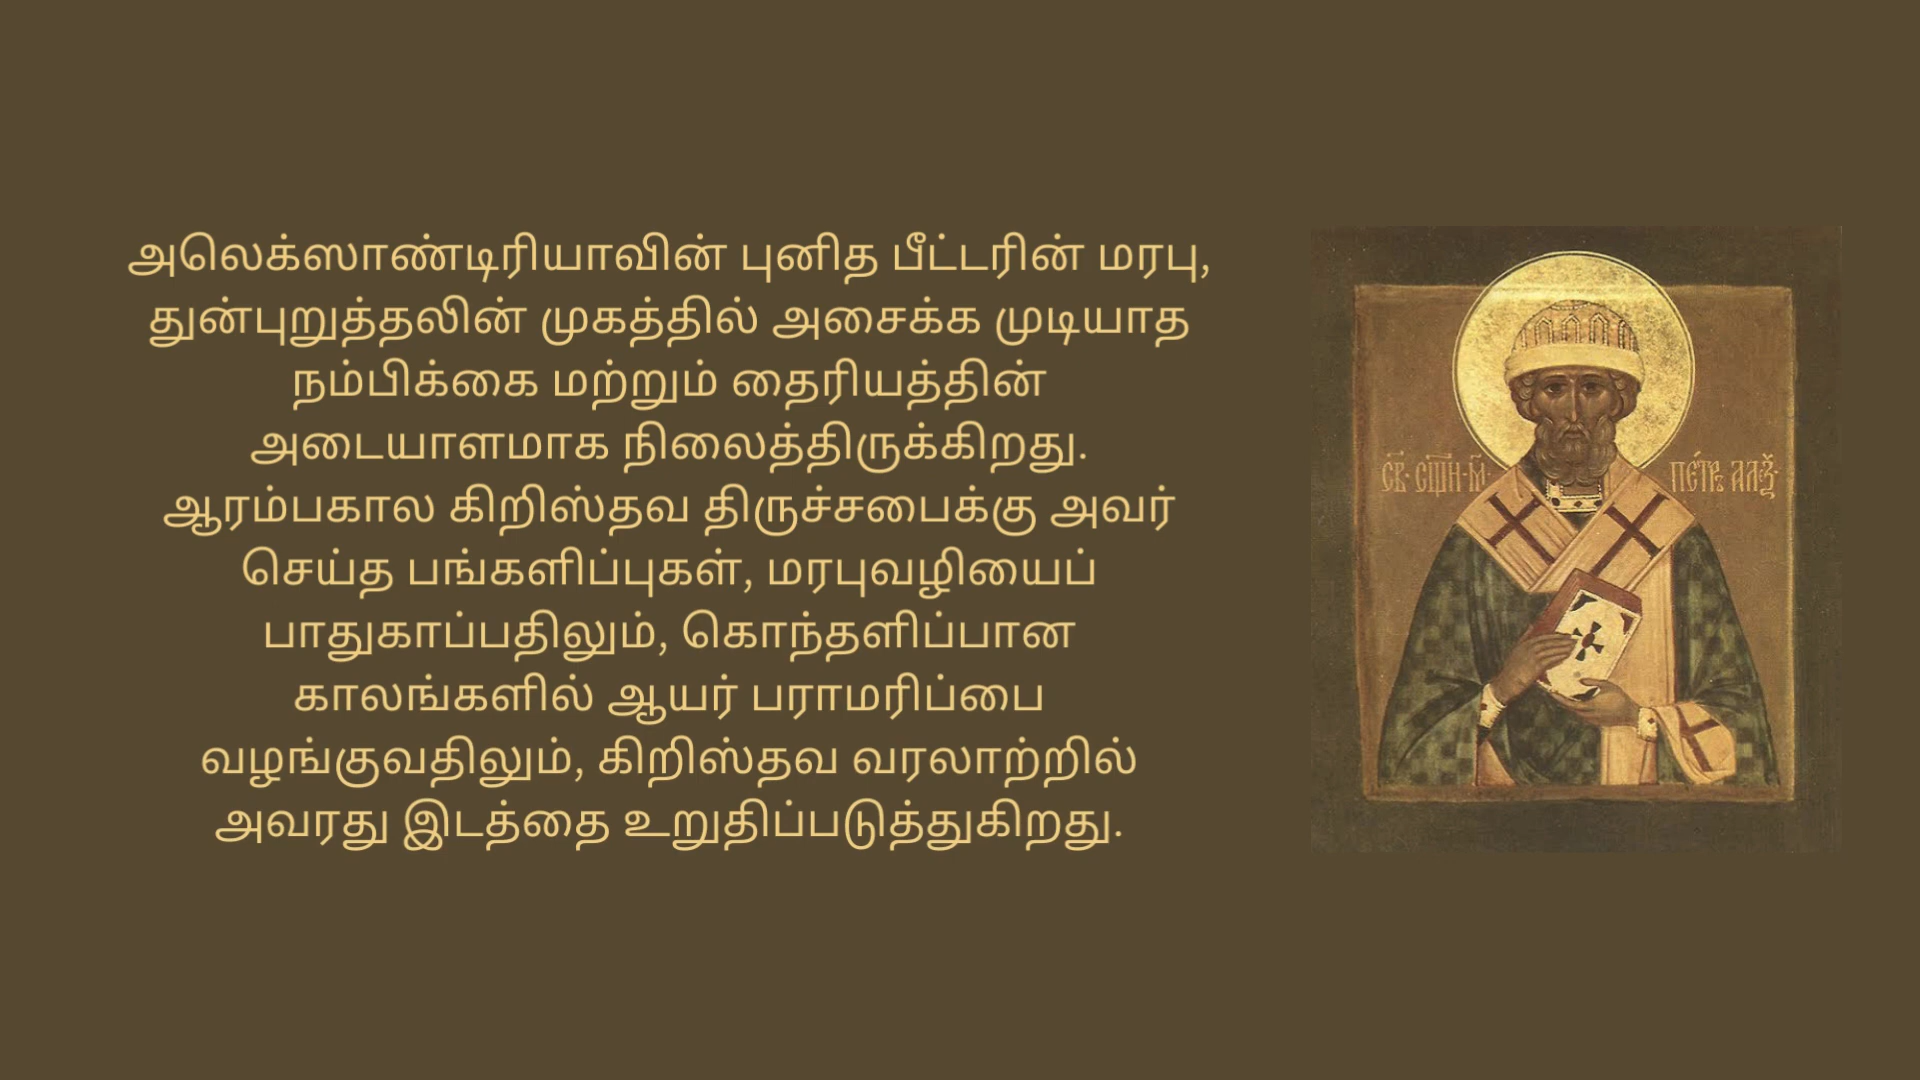 அலெக்ஸாண்டிரியாவின் புனித பீட்டரின் மரபு,
துன்புறுத்தலின் முகத்தில் அசைக்க முடியாத
நம்பிக்கை மற்றும் தைரியத்தின்
அடையாளமாக நிலைத்திருக்கிறது.
ஆரம்பகால கிறிஸ்தவ திருச்சபைக்கு அவர்
செய்த பங்களிப்புகள், மரபுவழியைப்
பாதுகாப்பதிலும், கொந்தளிப்பான
காலங்களில் ஆயர் பராமரிப்பை
வழங்குவதிலும், கிறிஸ்தவ வரலாற்றில்
அவரது இடத்தை உறுதிப்படுத்துகிறது.